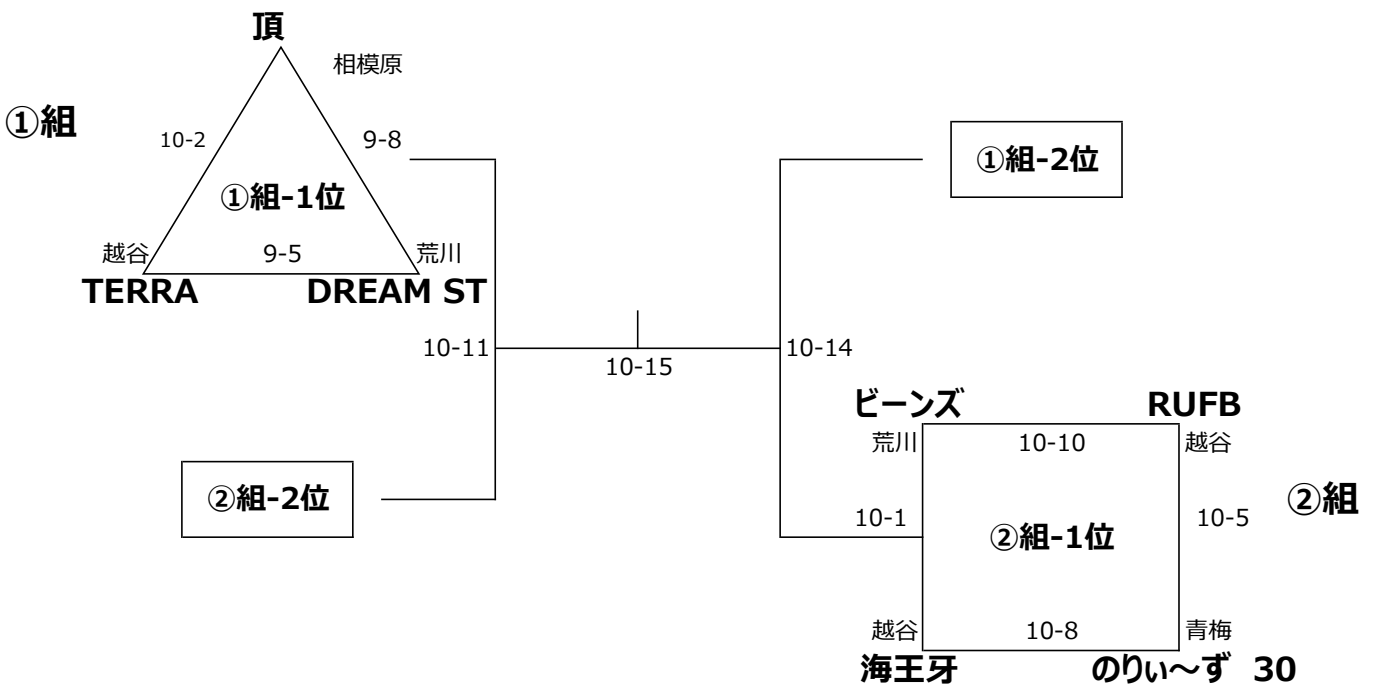 頂
相模原
①組
10-2
9-8
①組-1位
越谷
9-5
荒川
TERRA
DREAM ST
①組-2位
10-11
10-15
10-14
②組-2位
ビーンズ
RUFB
荒川
10-10
越谷
10-1
②組-1位
10-5
②組
越谷
10-8
青梅
海王牙
のりぃ～ず 30